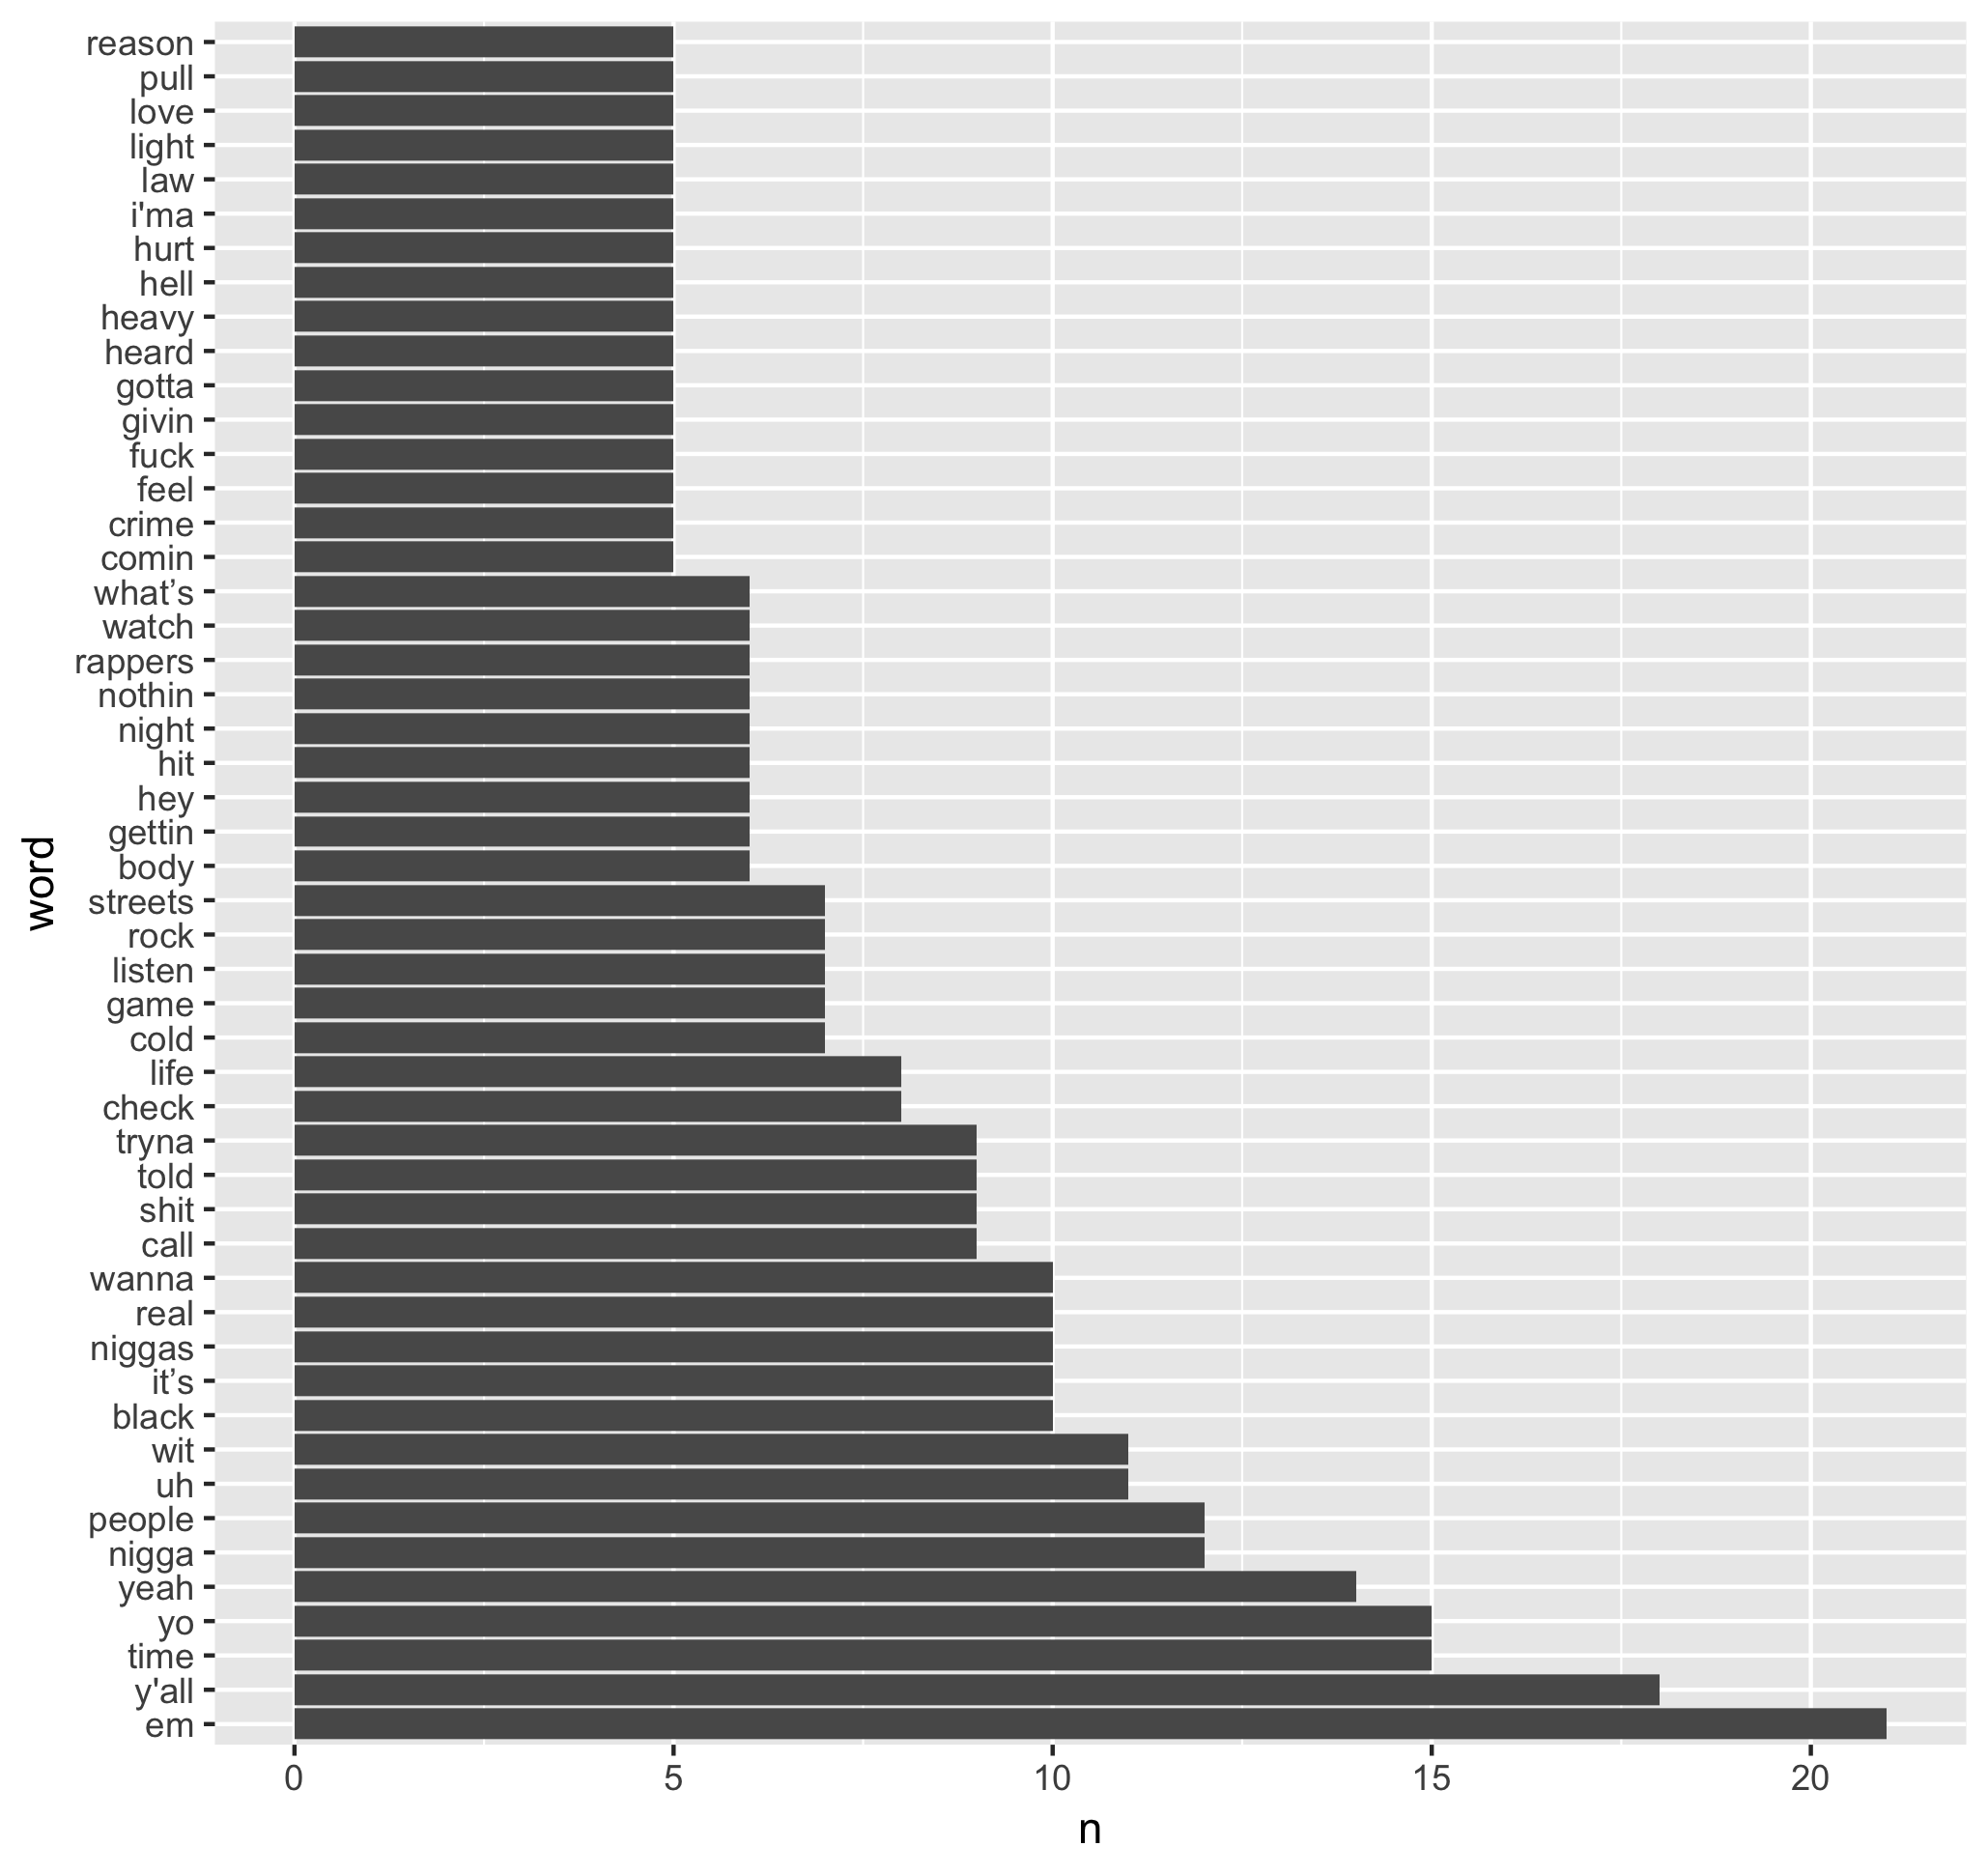 reason
pull
love
light
law
i'ma
hurt
hell
heavy
heard
gotta
givin
fuck
feel
crime
comin
what’s
watch
rappers
nothin
night
hit
hey
gettin
body
streets
rock
listen
game
cold
life
check
tryna
told
shit
call
wanna
real
niggas
it’s
black
wit
uh
people
nigga
yeah
yo
time
y'all
em
word
0 5 10 15 20
n